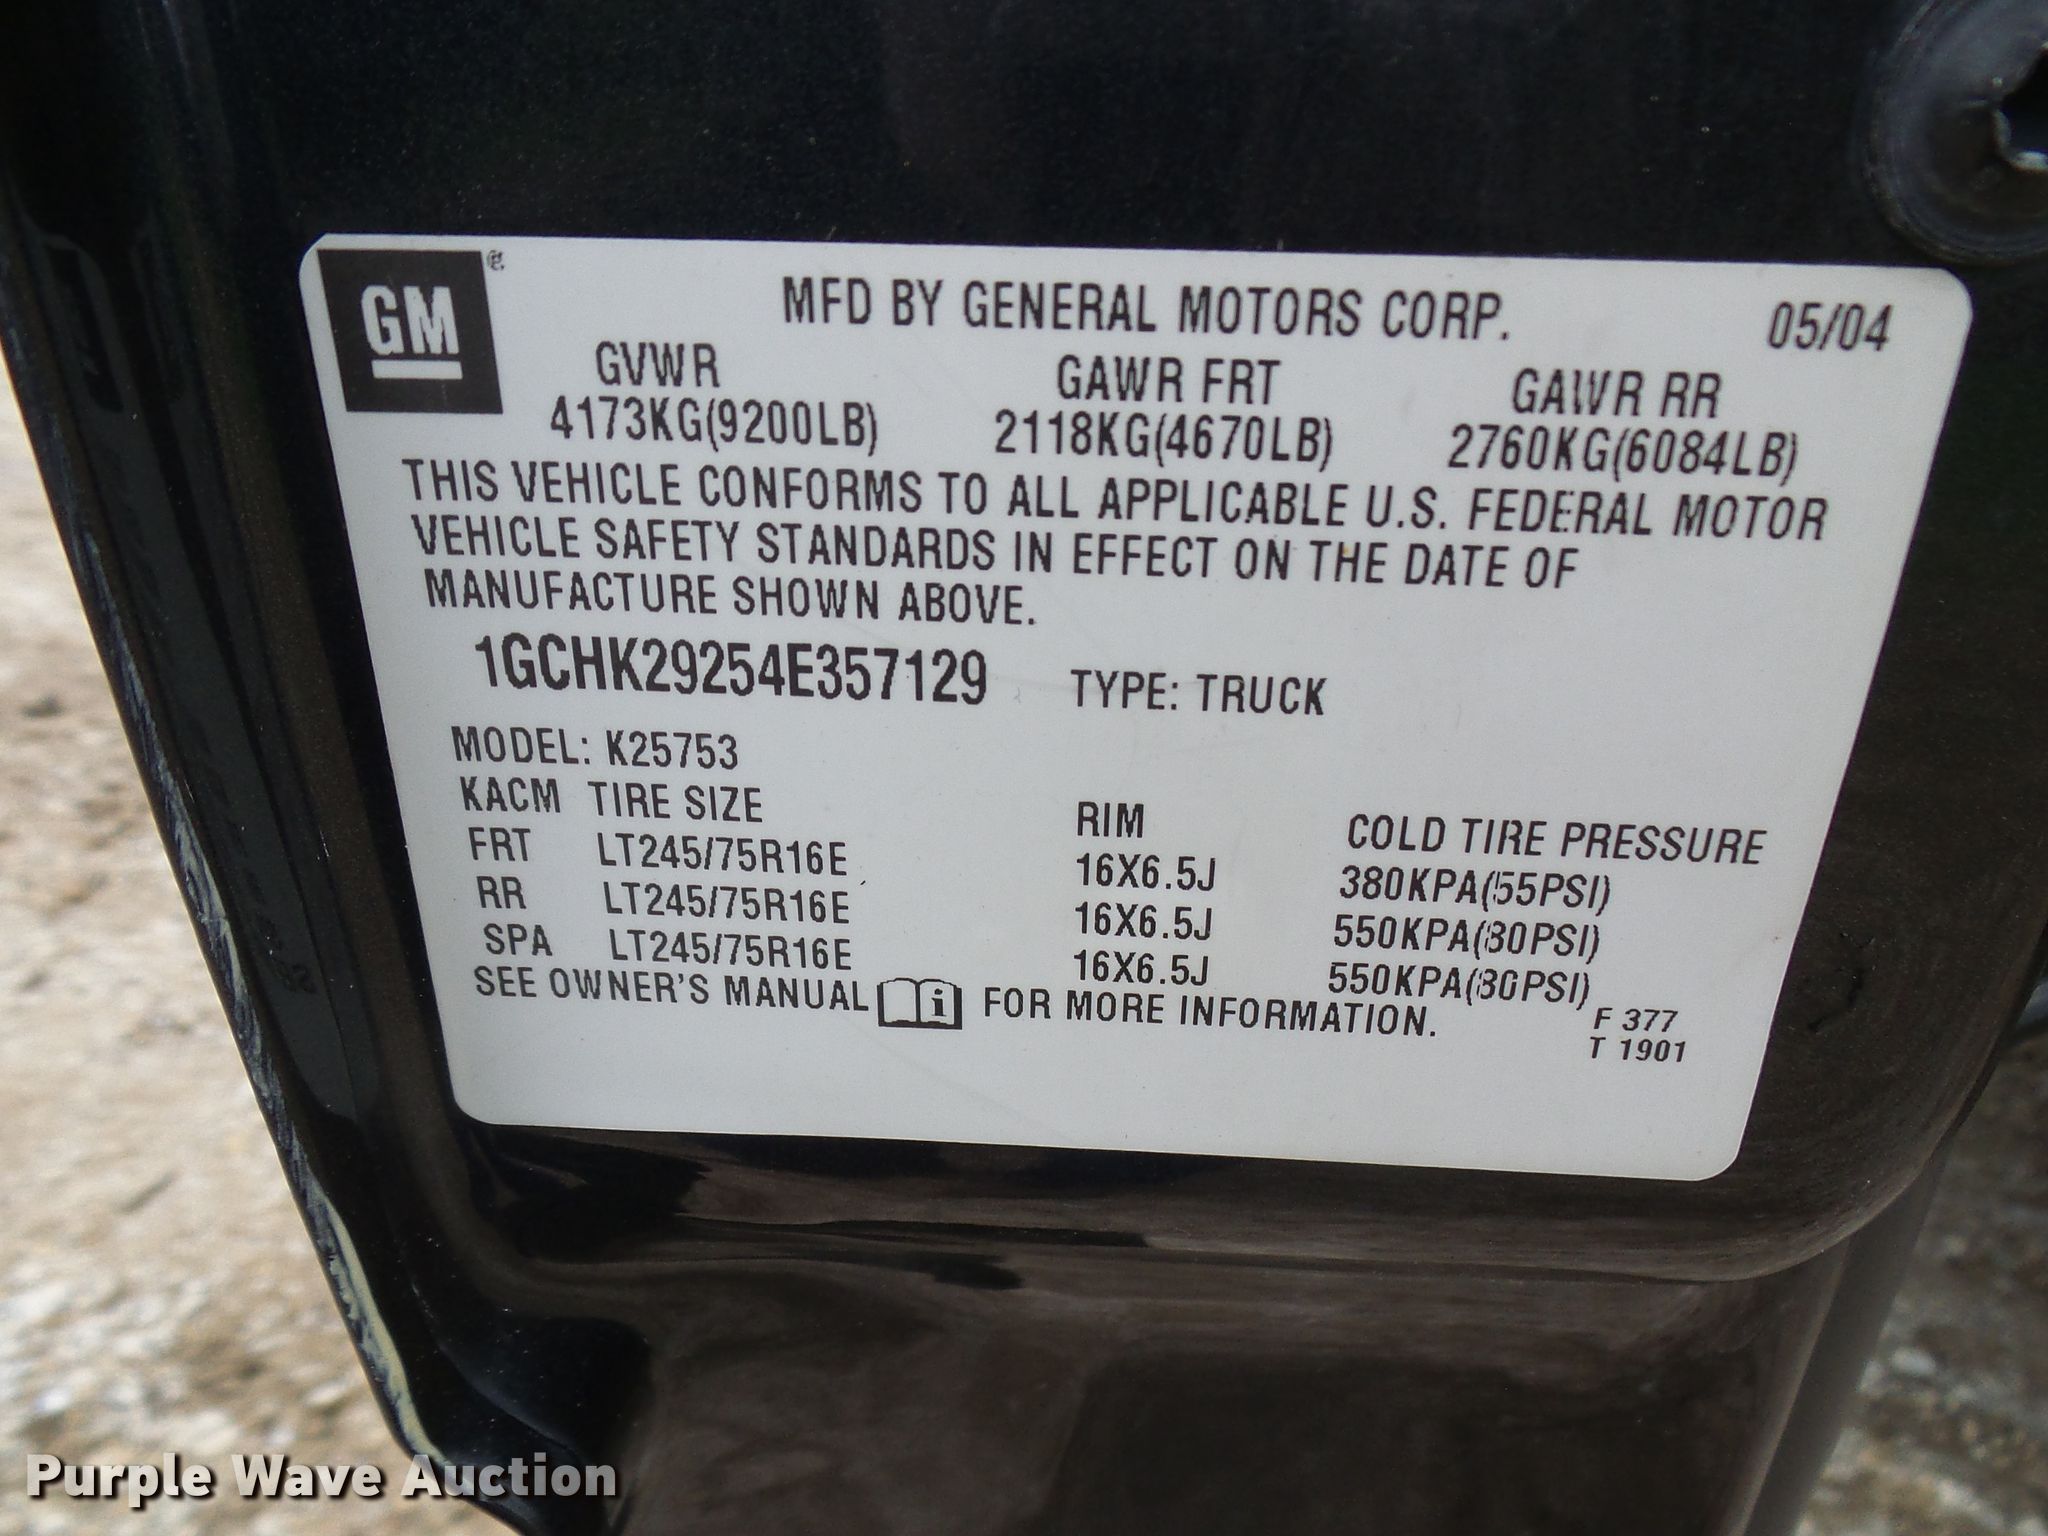 GM
MFD BY GENERAL MOTORS CORP. 05/04
GVWR GAWR FRT GAWR RR
4173KG(9200LB) 2118KG(4670LB) 2760KG(6084LB)
THIS VEHICLE CONFORMS TO ALL APPLICABLE U.S. FEDERAL MOTOR
VEHICLE SAFETY STANDARDS IN EFFECT ON THE DATE OF
MANUFACTURE SHOWN ABOVE.
1GCHK29254E357129 TYPE: TRUCK
MODEL: K25753
KACM TIRE SIZE RIM COLD TIRE PRESSURE
FRT LT245/75R16E 16X6.5J 380KPA(55PSI)
RR LT245/75R16E 16X6.5J 550KPA(80PSI)
SPA LT245/75R16E 16X6.5J 550KPA(80PSI)
SEE OWNER'S MANUAL i FOR MORE INFORMATION.
F 377
T 1901
Purple Wave Auction